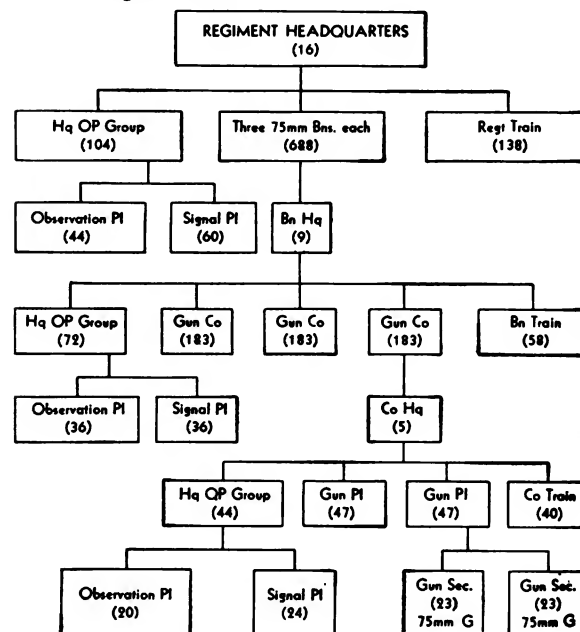 REGIMENT HEADQUARTERS
(16)
Hq OP Group
(104)
Three 75mm Bns. each
(688)
Regt Train
(138)
Observation Pl
(44)
Signal Pl
(60)
Bn Hq
(9)
Hq OP Group
(72)
Gun Co
(183)
Gun Co
(183)
Gun Co
(183)
Bn Train
(58)
Observation Pl
(36)
Signal Pl
(36)
Co Hq
(5)
Hq OP Group
(44)
Gun Pl
(47)
Gun Pl
(47)
Co Train
(40)
Observation Pl
(20)
Signal Pl
(24)
Gun Sec.
(23)
75mm G
Gun Sec.
(23)
75mm G